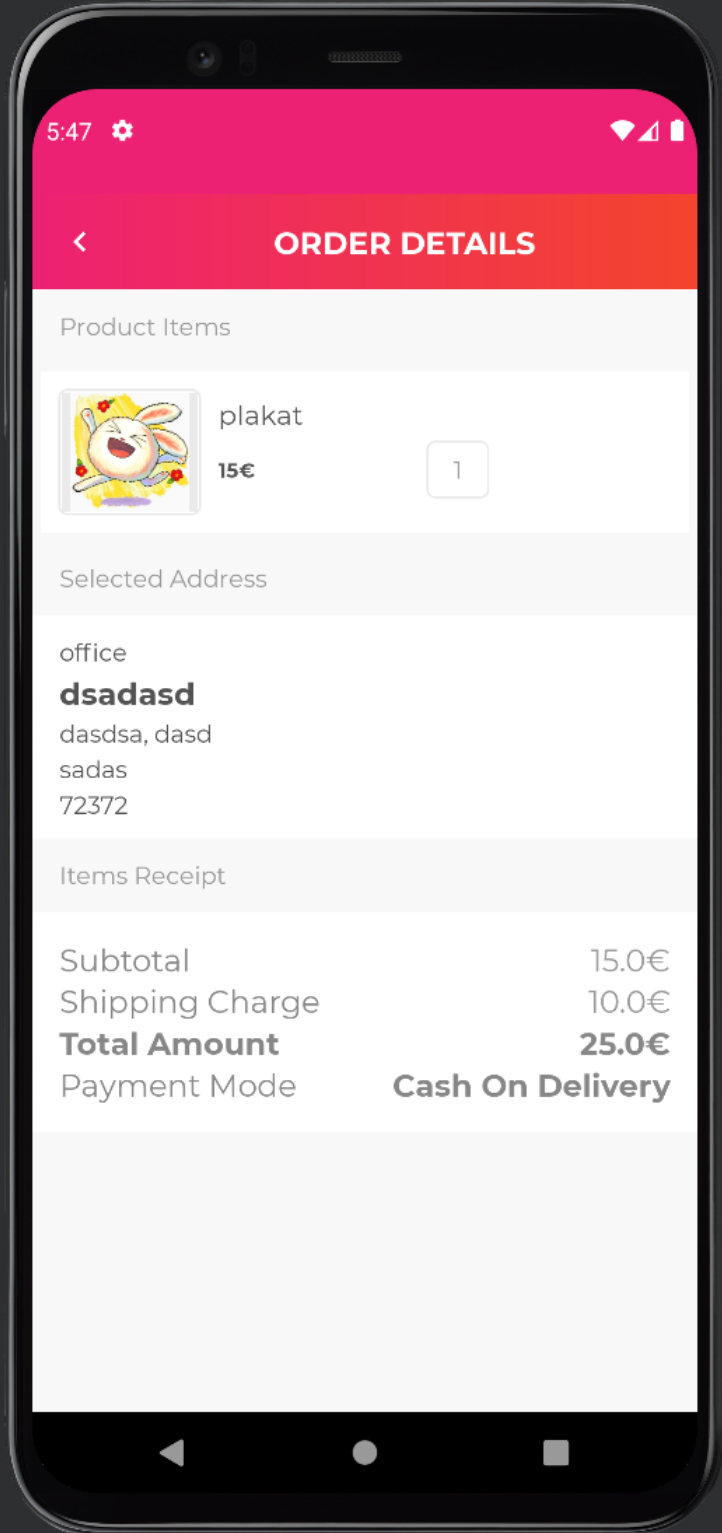 5:47
ORDER DETAILS
Product Items
plakat
15€
1
Selected Address
office
dsadasd
dasdsa, dasd
sadas
72372
Items Receipt
Subtotal 15.0€
Shipping Charge 10.0€
Total Amount 25.0€
Payment Mode Cash On Delivery